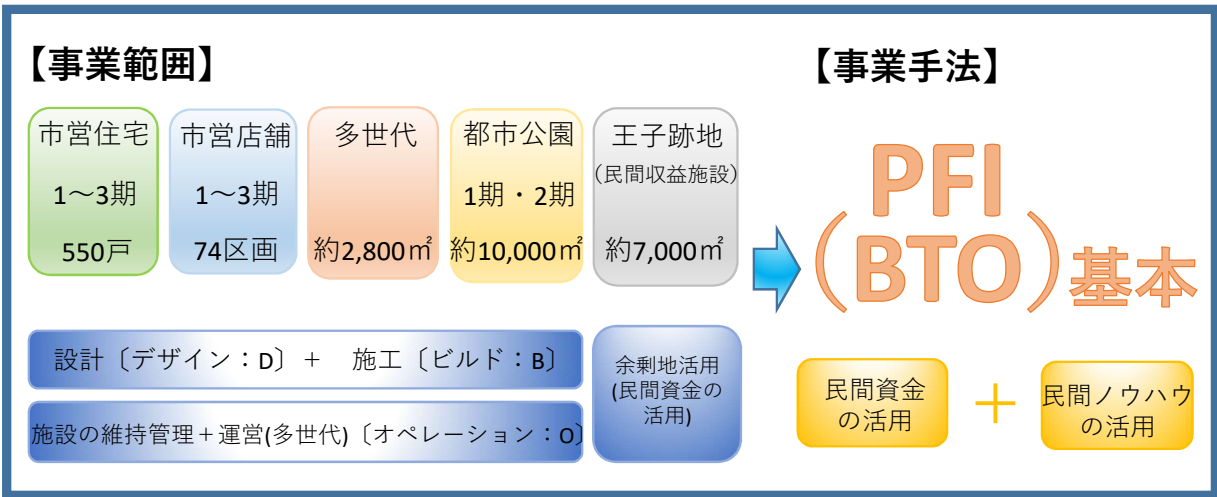 【事業範囲】
市営住宅
1〜3期
550戸
市営店舗
1〜3期
74区画
多世代
約2,800㎡
都市公園
1期・2期
約10,000㎡
王子跡地
(民間収益施設)
約7,000㎡
設計〔デザイン:D〕+ 施工〔ビルド:B〕
施設の維持管理+運営(多世代)〔オペレーション:O〕
余剰地活用
(民間資金の
活用)
【事業手法】
PFI
(BTO)基本
民間資金
の活用
+
民間ノウハウ
の活用